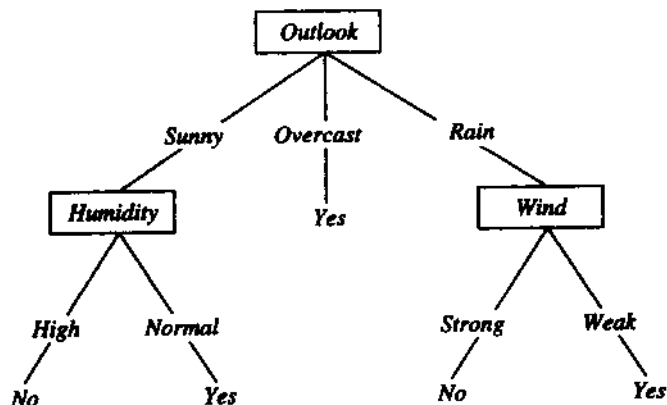 Outlook
Sunny Overcast Rain
Humidity Yes Wind
High Normal Strong Weak
No Yes No Yes